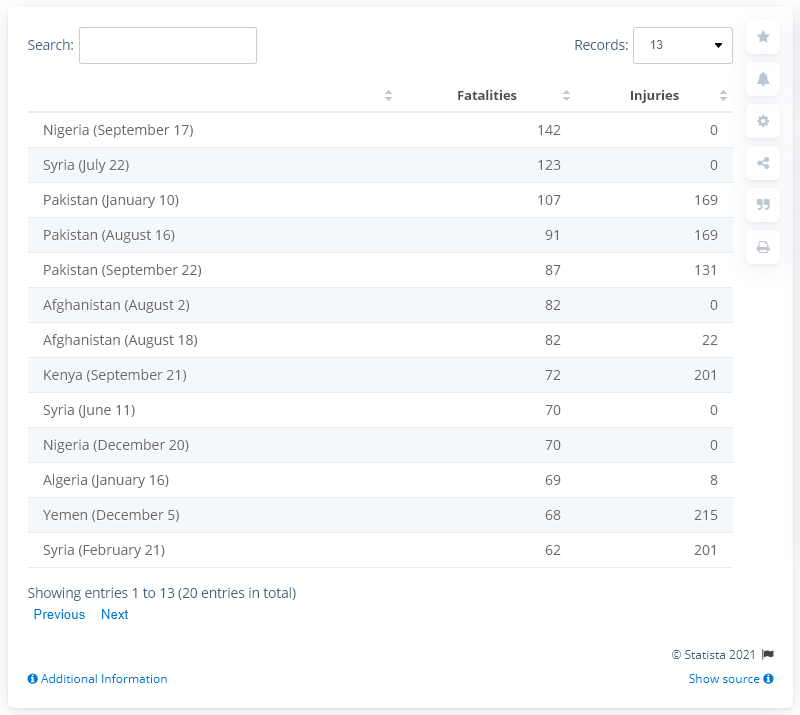 Search:
Records: 13
Fatalities Injuries
Nigeria (September 17) 142 0
Syria (July 22) 123 0
Pakistan (January 10) 107 169
Pakistan (August 16) 91 169
Pakistan (September 22) 87 131
Afghanistan (August 2) 82 0
Afghanistan (August 18) 82 22
Kenya (September 21) 72 201
Syria (June 11) 70 0
Nigeria (December 20) 70 0
Algeria (January 16) 69 8
Yemen (December 5) 68 215
Syria (February 21) 62 201
Showing entries 1 to 13 (20 entries in total)
Previous Next
© Statista 2021
Additional Information
Show source